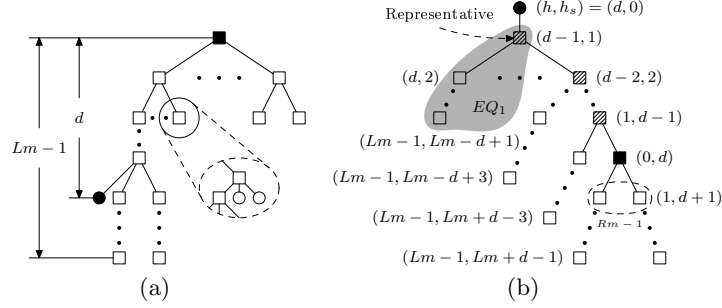 (h, h_s) = (d, 0)
Representative
(d − 1, 1)
(d, 2)
(d − 2, 2)
EQ_1
d
Lm − 1
(1, d − 1)
(Lm − 1, Lm − d + 1)
(0, d)
(Lm − 1, Lm − d + 3)
(1, d + 1)
(Lm − 1, Lm + d − 3)
Rm − 1
(Lm − 1, Lm + d − 1)
(a)
(b)